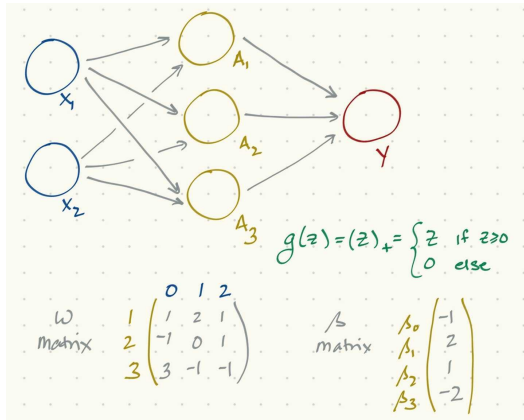 X₁
X₂
A₁
A₂
A₃
Y
g(z)=(z)₊= { z if z≥0
0 else
W matrix
0 1 2
1 ( 1 2 1
2 -1 0 1
3 3 -1 -1 )
β matrix
β₀ ( -1
β₁ 2
β₂ 1
β₃ -2 )